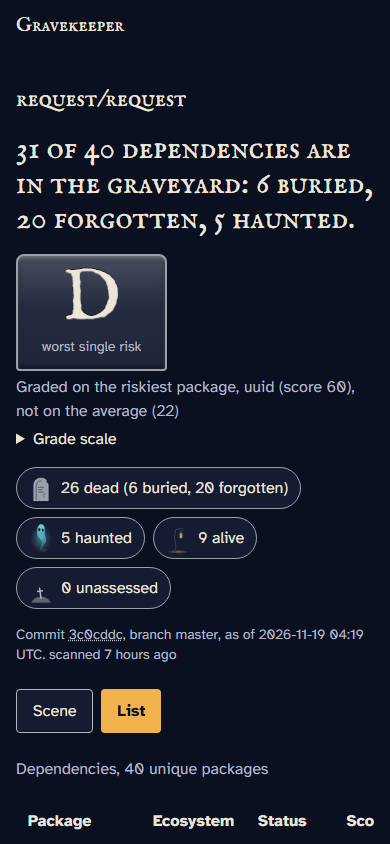 Gravekeeper
request/request
31 of 40 dependencies are
in the graveyard: 6 buried,
20 forgotten, 5 haunted.
D
worst single risk
Graded on the riskiest package, uuid (score 60),
not on the average (22)
▶ Grade scale
26 dead (6 buried, 20 forgotten)
5 haunted
9 alive
0 unassessed
Commit 3c0cddc, branch master, as of 2026-11-19 04:19
UTC. scanned 7 hours ago
Scene
List
Dependencies, 40 unique packages
Package Ecosystem Status Sco